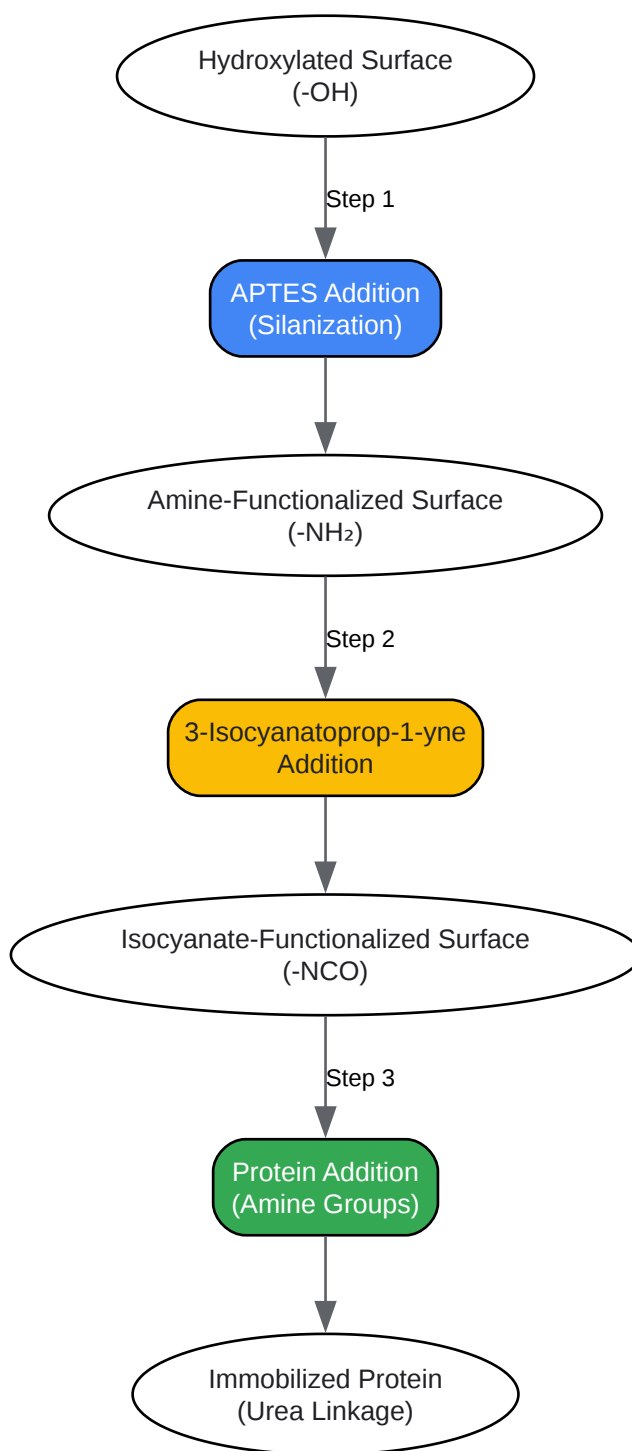 Hydroxylated Surface
(-OH)
Step 1
APTES Addition
(Silanization)
Amine-Functionalized Surface
(-NH₂)
Step 2
3-Isocyanatoprop-1-yne
Addition
Isocyanate-Functionalized Surface
(-NCO)
Step 3
Protein Addition
(Amine Groups)
Immobilized Protein
(Urea Linkage)